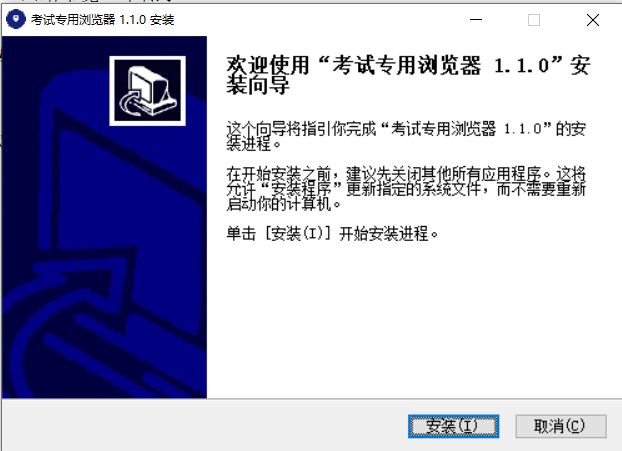 考试专用浏览器 1.1.0 安装
欢迎使用“考试专用浏览器 1.1.0”安
装向导
这个向导将指引你完成“考试专用浏览器 1.1.0”的安
装进程。
在开始安装之前，建议先关闭其他所有应用程序。这将
允许“安装程序”更新指定的系统文件，而不需要重新
启动你的计算机。
单击 [安装(I)] 开始安装进程。
安装(I)
取消(C)